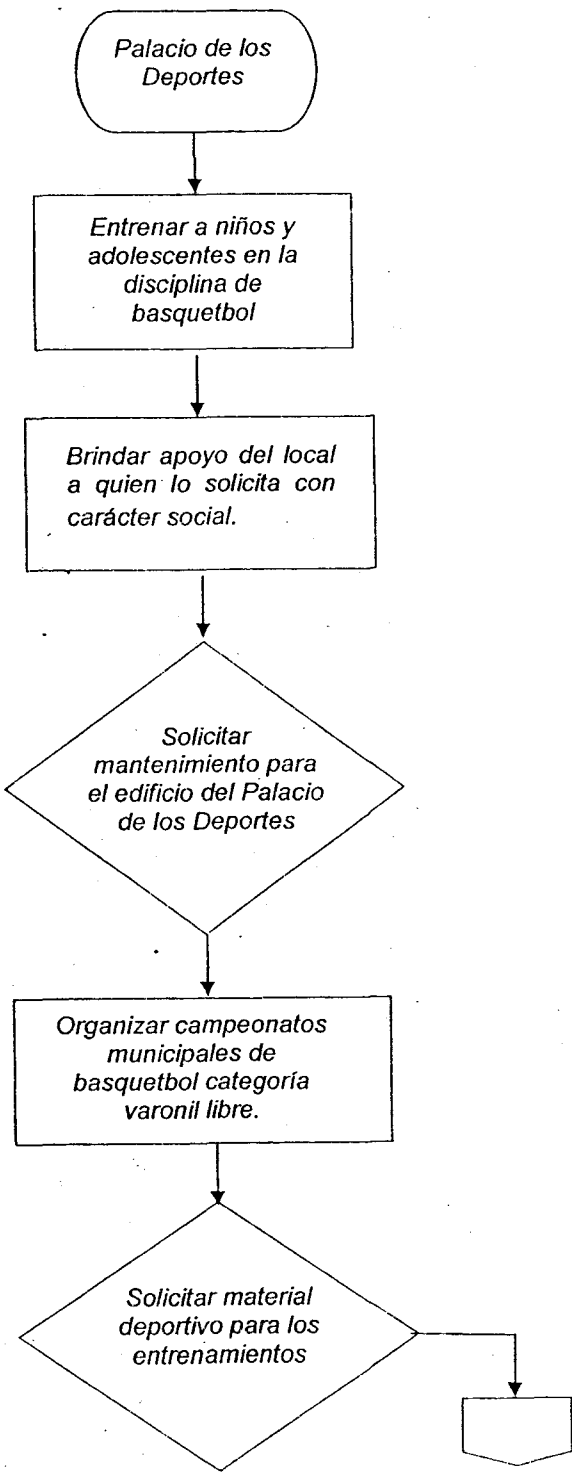 Palacio de los
Deportes
Entrenar a niños y
adolescentes en la
disciplina de
basquetbol
Brindar apoyo del local
a quien lo solicita con
carácter social.
Solicitar
mantenimiento para
el edificio del Palacio
de los Deportes
Organizar campeonatos
municipales de
basquetbol categoría
varonil libre.
Solicitar material
deportivo para los
entrenamientos